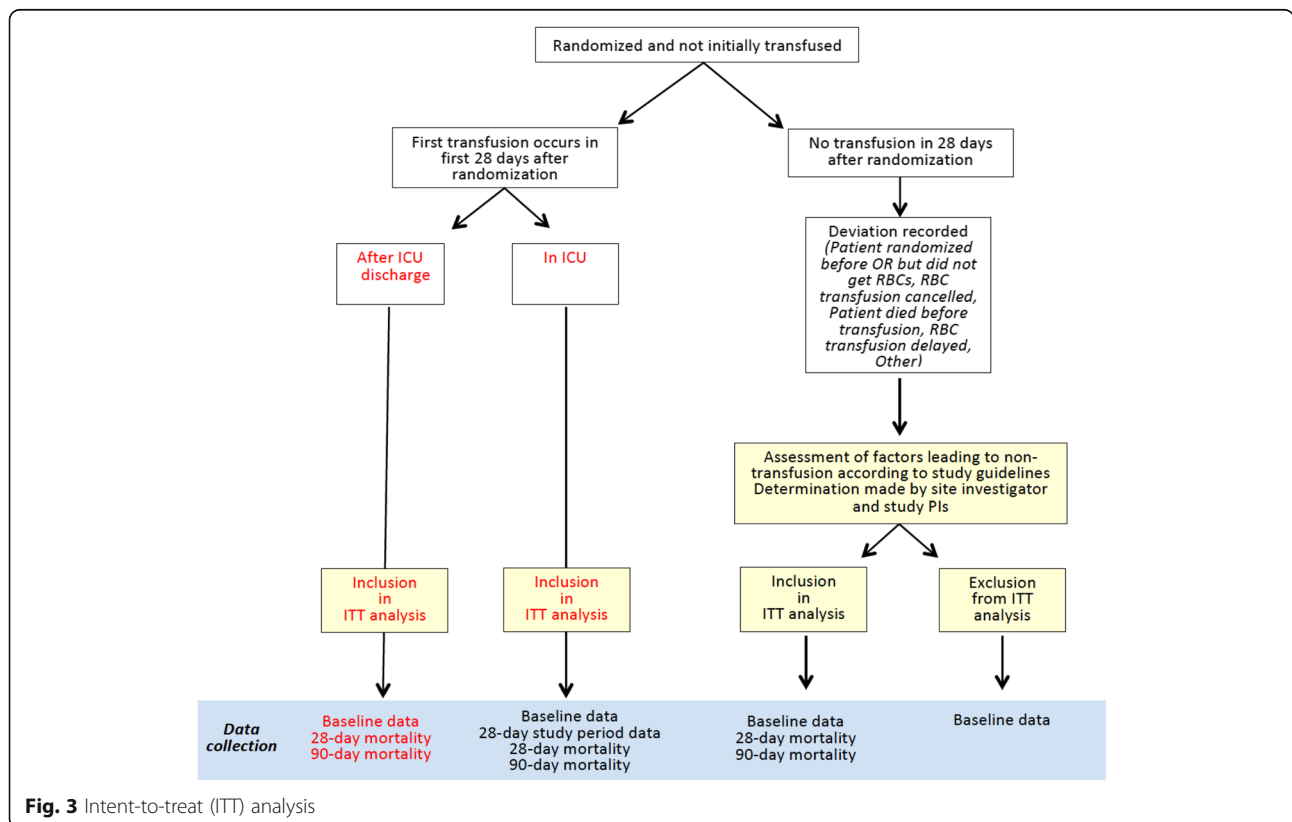 Randomized and not initially transfused
First transfusion occurs in
first 28 days after
randomization
No transfusion in 28 days
after randomization
After ICU
discharge
In ICU
Deviation recorded
(Patient randomized
before OR but did not
get RBCs, RBC
transfusion cancelled,
Patient died before
transfusion, RBC
transfusion delayed,
Other)
Assessment of factors leading to non-
transfusion according to study guidelines
Determination made by site investigator
and study PIs
Inclusion
in
ITT analysis
Inclusion
in
ITT analysis
Inclusion
in
ITT analysis
Exclusion
from ITT
analysis
Data
collection
Baseline data
28-day mortality
90-day mortality
Baseline data
28-day study period data
28-day mortality
90-day mortality
Baseline data
28-day mortality
90-day mortality
Baseline data
Fig. 3 Intent-to-treat (ITT) analysis